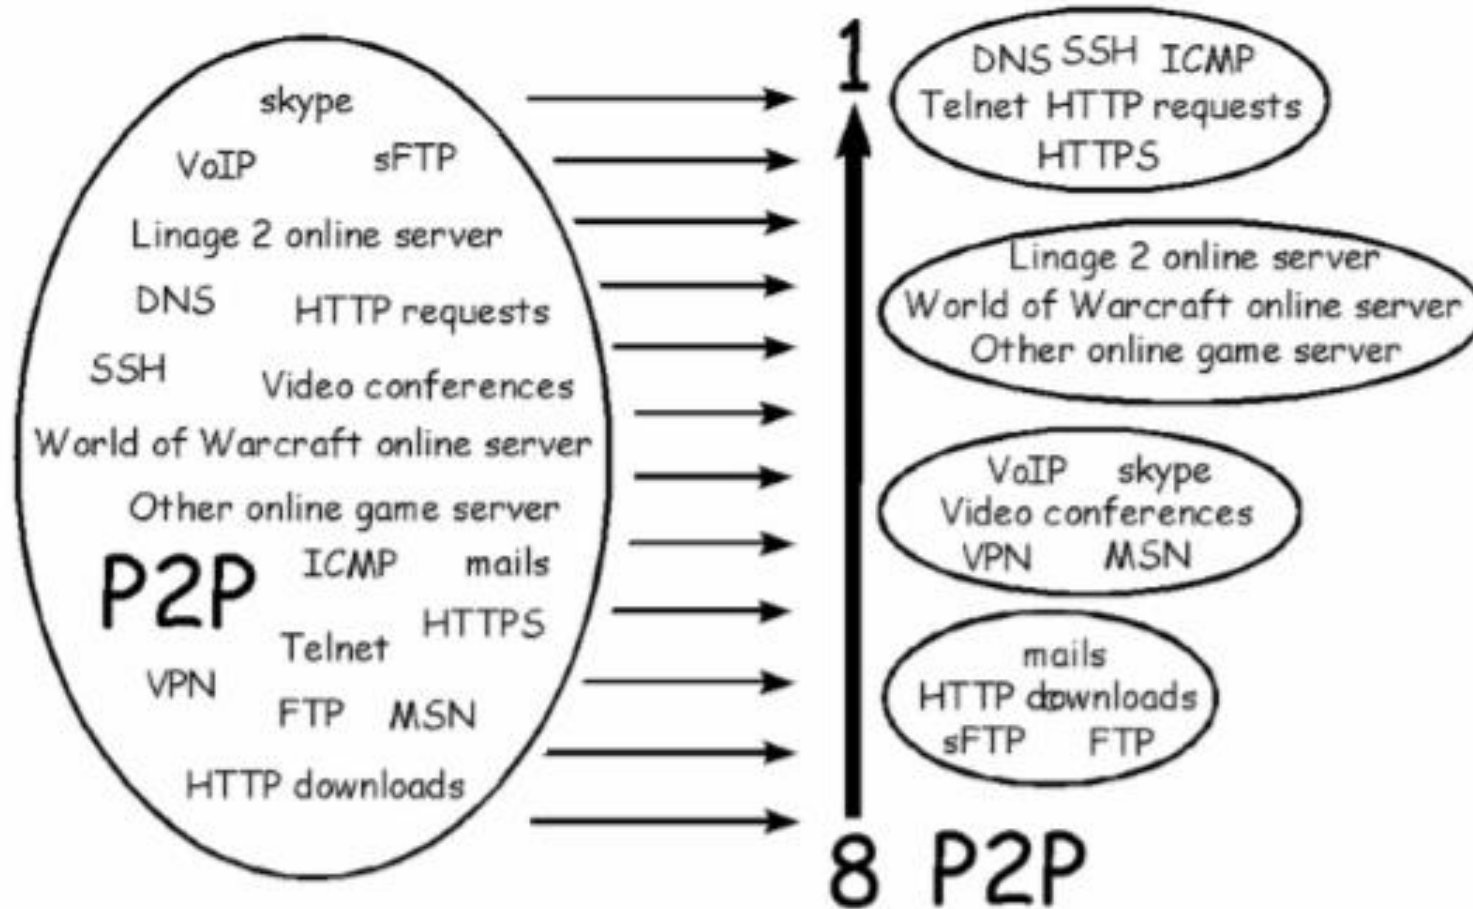 skype
VoIP sFTP
Linage 2 online server
DNS HTTP requests
SSH Video conferences
World of Warcraft online server
Other online game server
P2P ICMP mails
Telnet HTTPS
VPN
FTP MSN
HTTP downloads
1
DNS SSH ICMP
Telnet HTTP requests
HTTPS
Linage 2 online server
World of Warcraft online server
Other online game server
VoIP skype
Video conferences
VPN MSN
mails
HTTP downloads
sFTP FTP
8 P2P